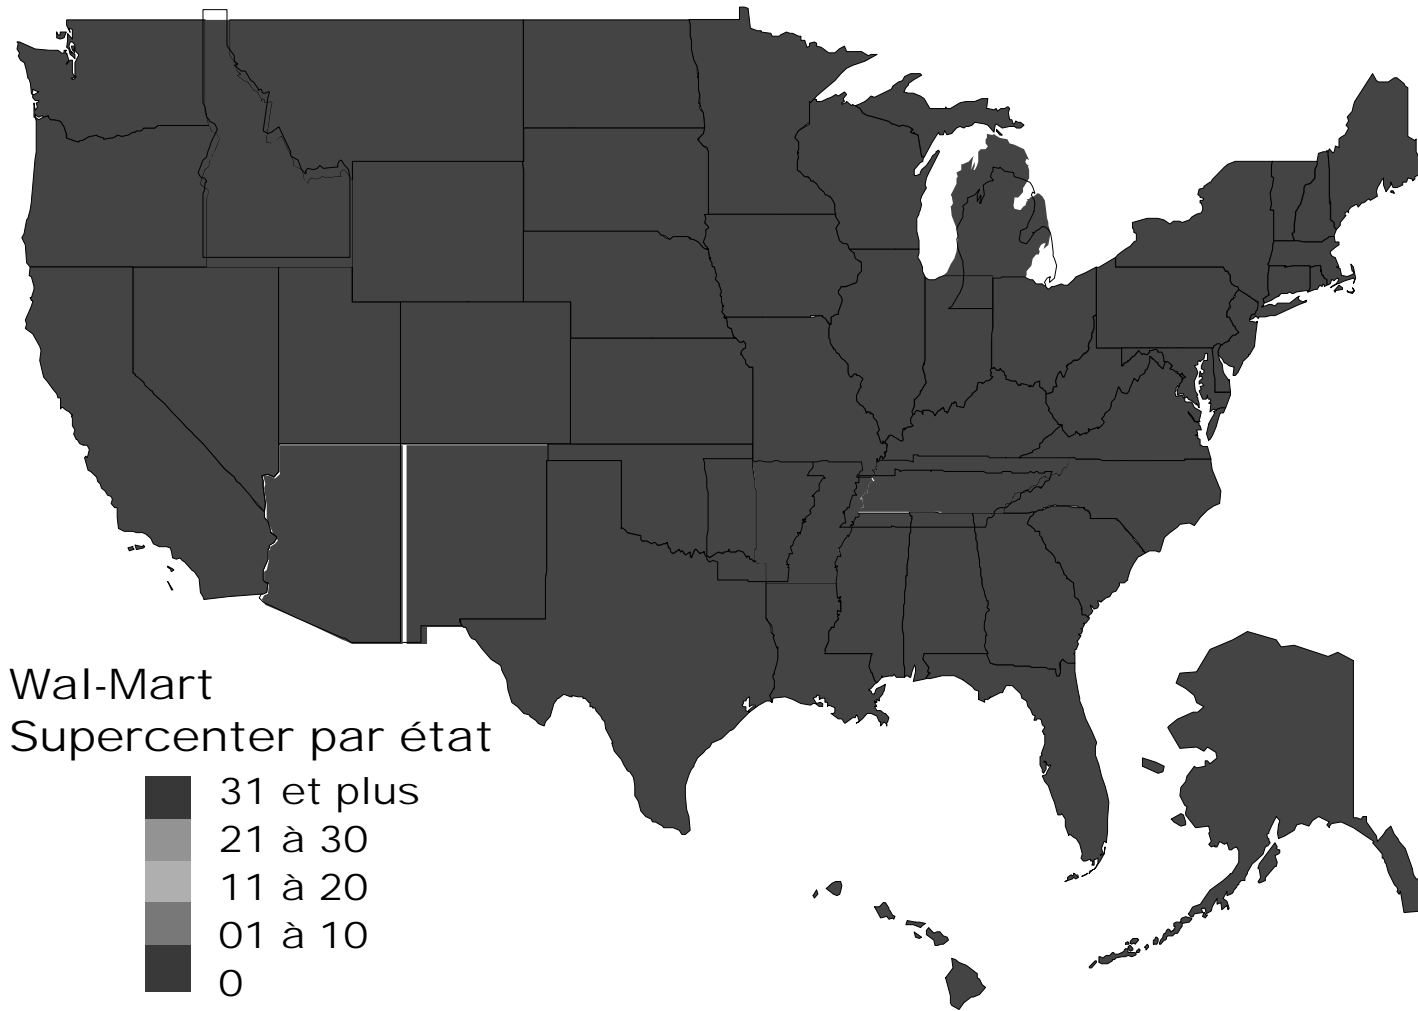 Wal-Mart
Supercenter par état
31 et plus
21 à 30
11 à 20
01 à 10
0